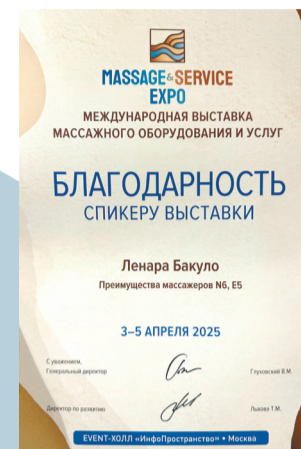 MASSAGE & SERVICE
EXPO
МЕЖДУНАРОДНАЯ ВЫСТАВКА
МАССАЖНОГО ОБОРУДОВАНИЯ И УСЛУГ
БЛАГОДАРНОСТЬ
СПИКЕРУ ВЫСТАВКИ
Ленара Бакуло
Преимущества массажеров N6, E5
3–5 АПРЕЛЯ 2025
С уважением,
Генеральный директор
Глуховский В.М.
Директор по развитию
Лыкова Т.М.
EVENT-ХОЛЛ «ИнфоПространство» • Москва